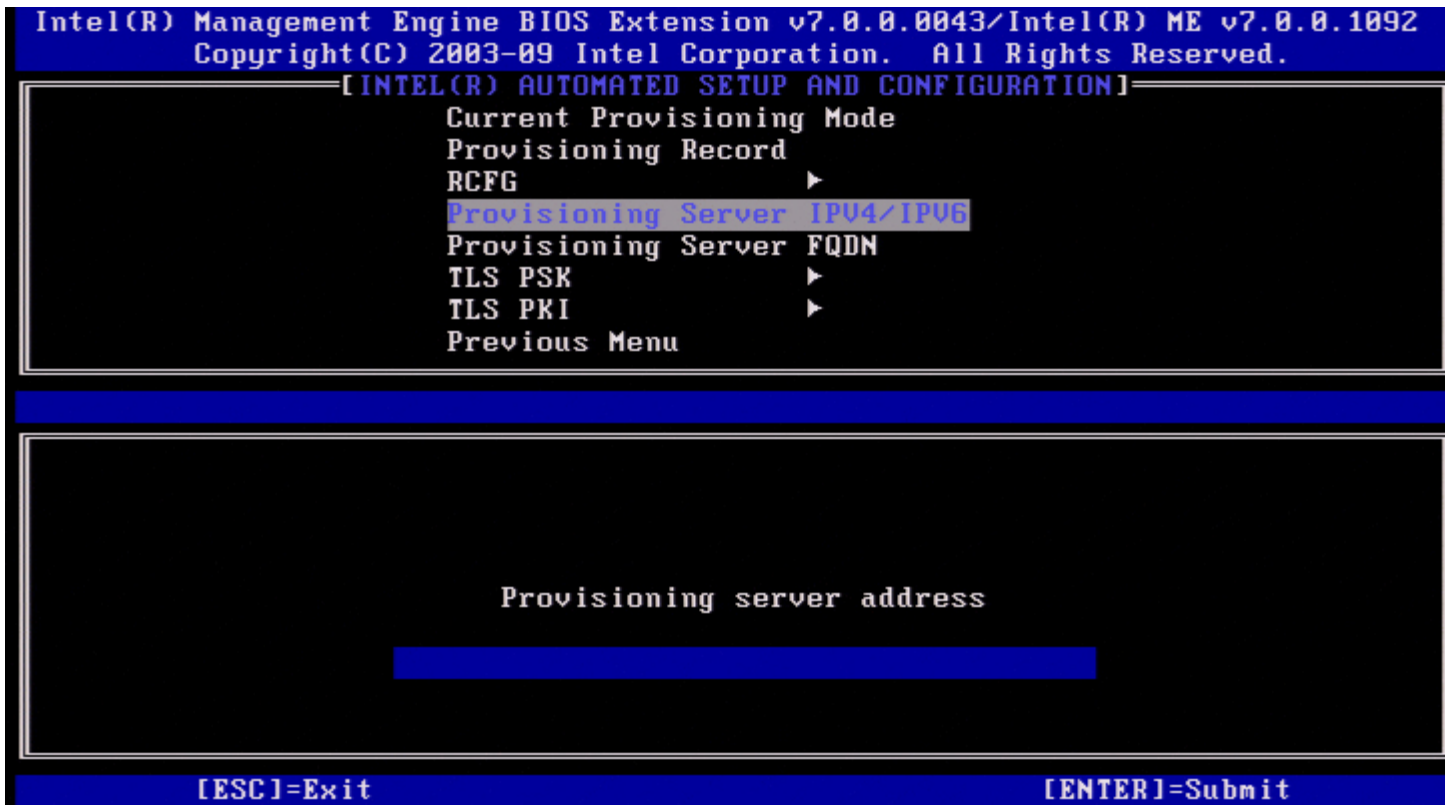 Intel(R) Management Engine BIOS Extension v7.0.0.0043/Intel(R) ME v7.0.0.1092
Copyright(C) 2003-09 Intel Corporation. All Rights Reserved.
[INTEL(R) AUTOMATED SETUP AND CONFIGURATION]
Current Provisioning Mode
Provisioning Record
RCFG ►
Provisioning Server IPV4/IPV6
Provisioning Server FQDN
TLS PSK ►
TLS PKI ►
Previous Menu
Provisioning server address
[ESC]=Exit [ENTER]=Submit